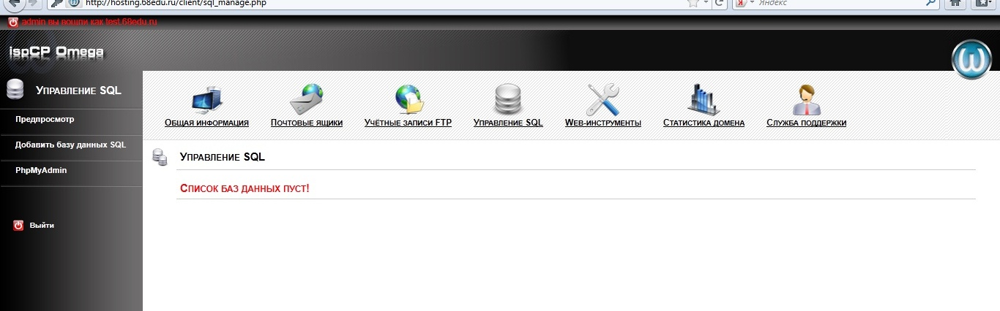 http://hosting.68edu.ru/client/sql_manage.php
Яндекс
admin вы вошли как test.68edu.ru
ispCP Omega
Управление SQL
Предпросмотр
Добавить базу данных SQL
PhpMyAdmin
Выйти
Общая информация
Почтовые ящики
Учётные записи FTP
Управление SQL
Web-инструменты
Статистика домена
Служба поддержки
Управление SQL
Список баз данных пуст!